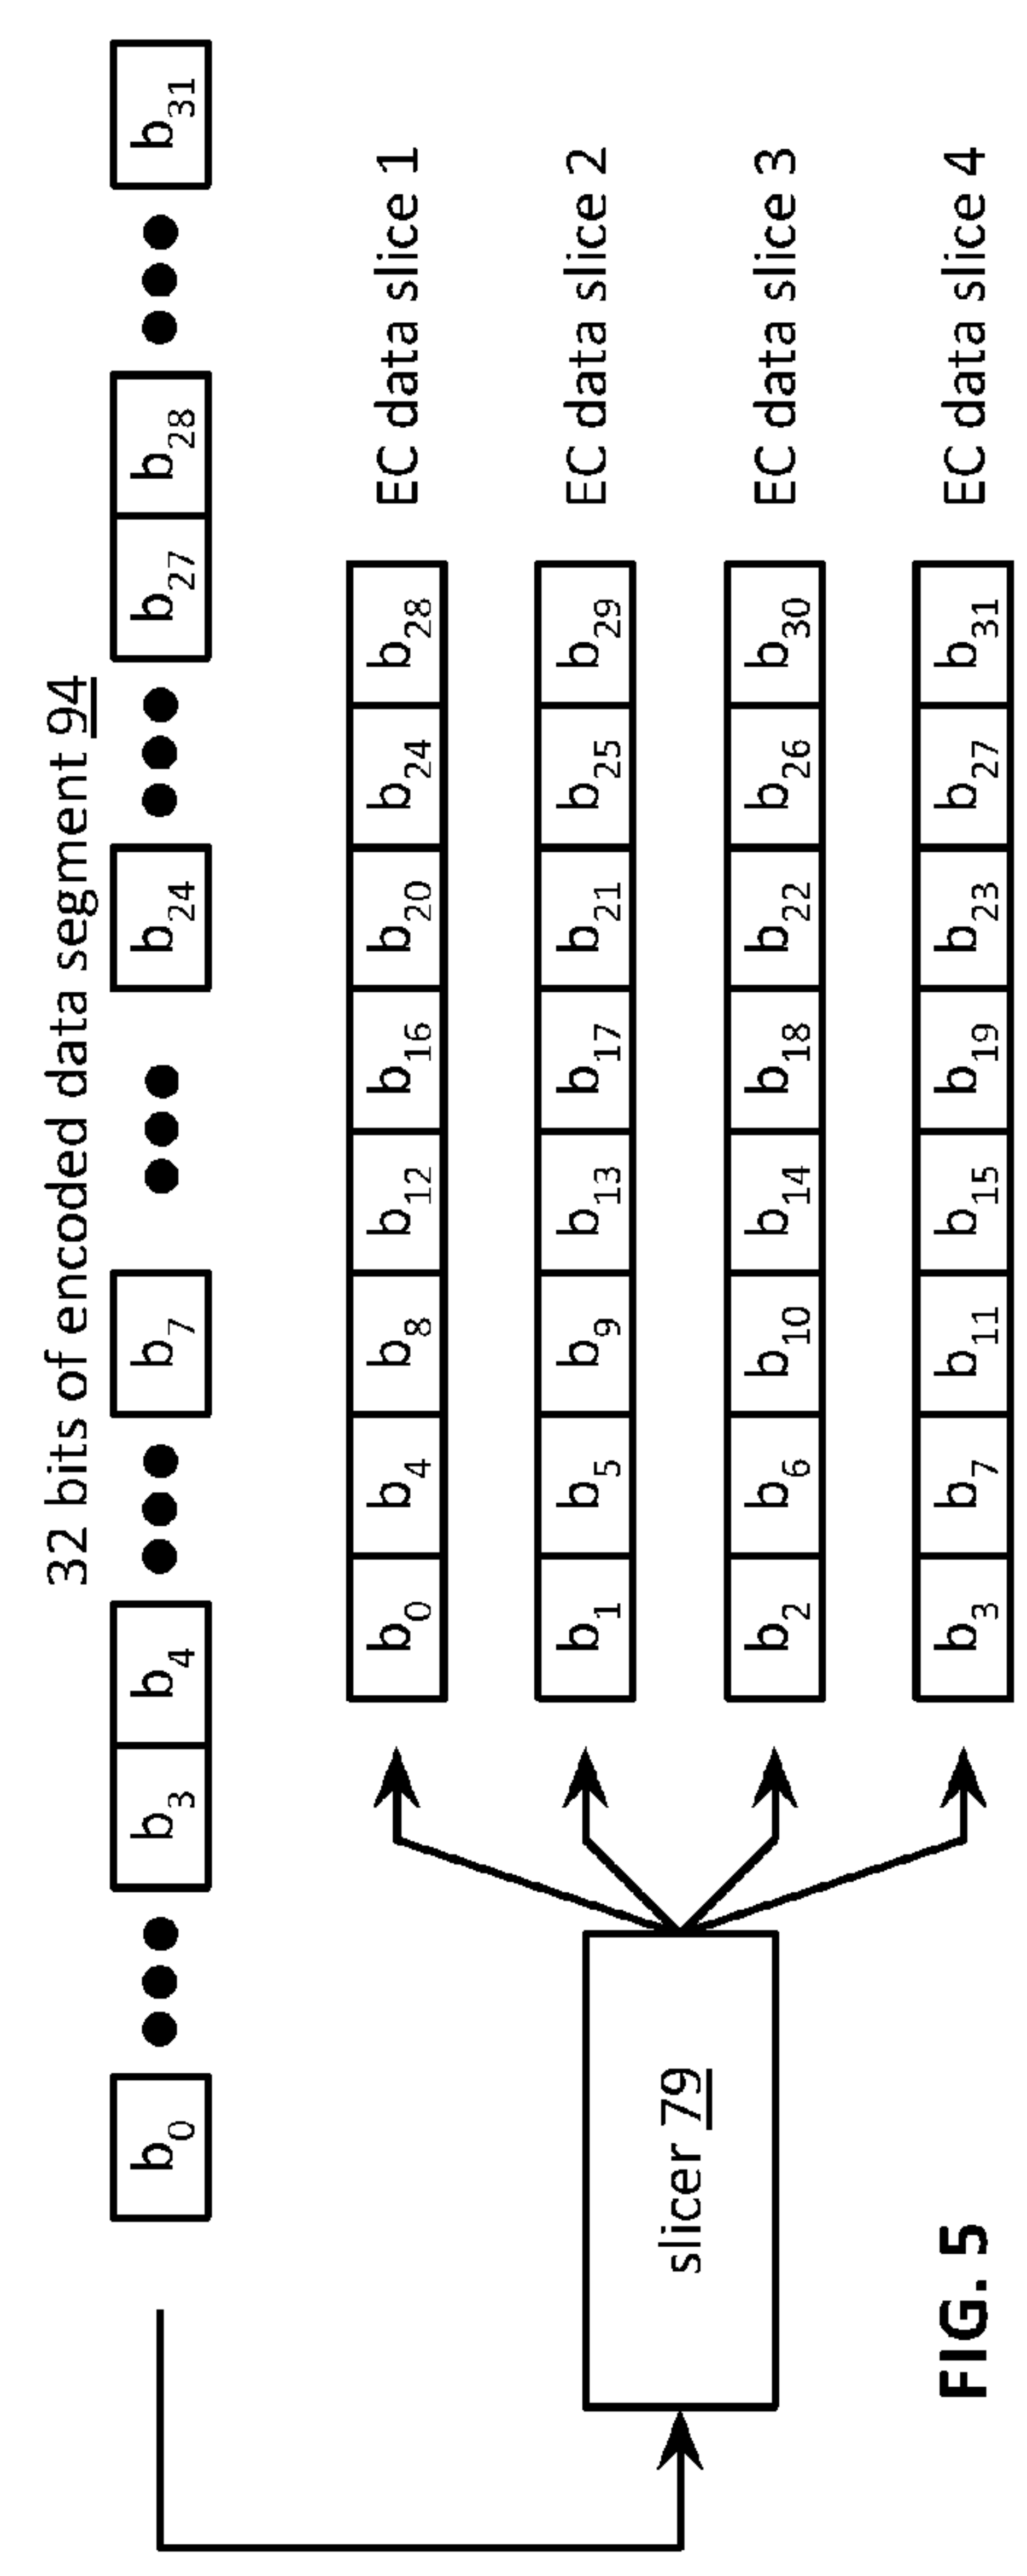 32 bits of encoded data segment 94
b0 ••• b3 b4 ••• b7 ••• b24 ••• b27 b28 ••• b31
slicer 79
b0 b4 b8 b12 b16 b20 b24 b28 EC data slice 1
b1 b5 b9 b13 b17 b21 b25 b29 EC data slice 2
b2 b6 b10 b14 b18 b22 b26 b30 EC data slice 3
b3 b7 b11 b15 b19 b23 b27 b31 EC data slice 4
FIG. 5